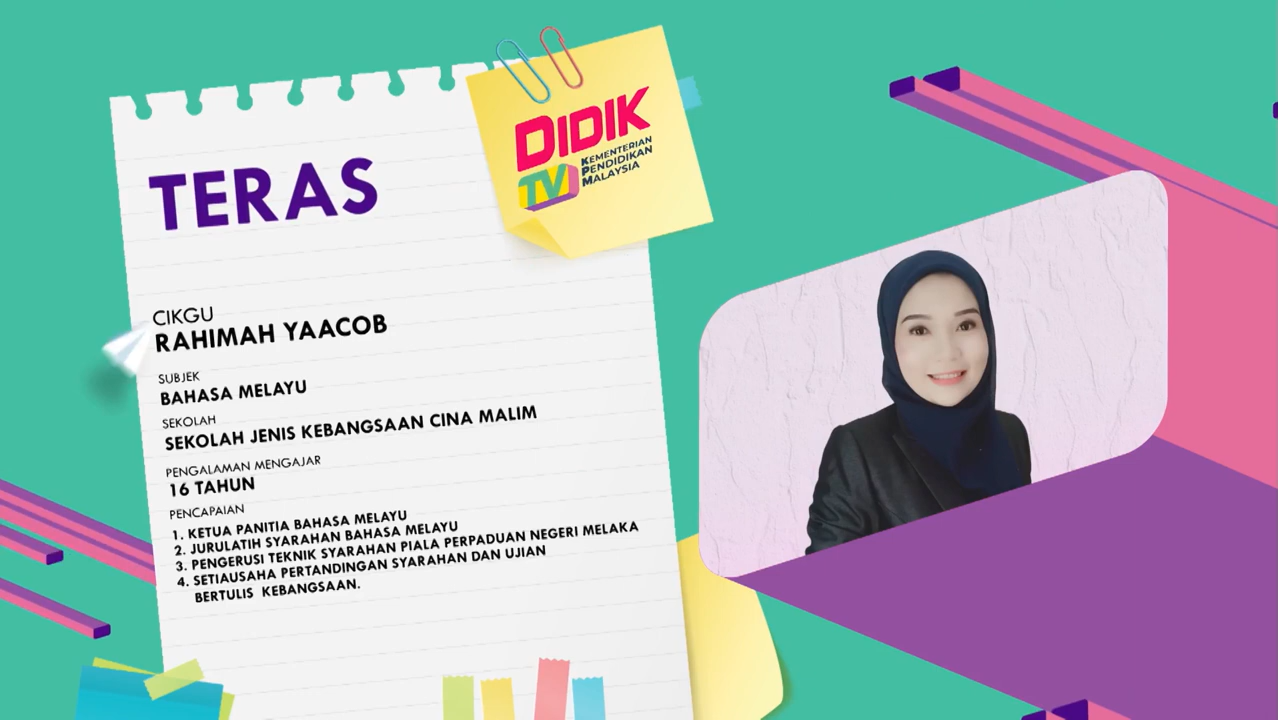 TERAS
DIDIK
TV
KEMENTERIAN
PENDIDIKAN
MALAYSIA
CIKGU
RAHIMAH YAACOB
SUBJEK
BAHASA MELAYU
SEKOLAH
SEKOLAH JENIS KEBANGSAAN CINA MALIM
PENGALAMAN MENGAJAR
16 TAHUN
PENCAPAIAN
1. KETUA PANITIA BAHASA MELAYU
2. JURULATIH SYARAHAN BAHASA MELAYU
3. PENGERUSI TEKNIK SYARAHAN PIALA PERPADUAN NEGERI MELAKA
4. SETIAUSAHA PERTANDINGAN SYARAHAN DAN UJIAN
BERTULIS KEBANGSAAN.